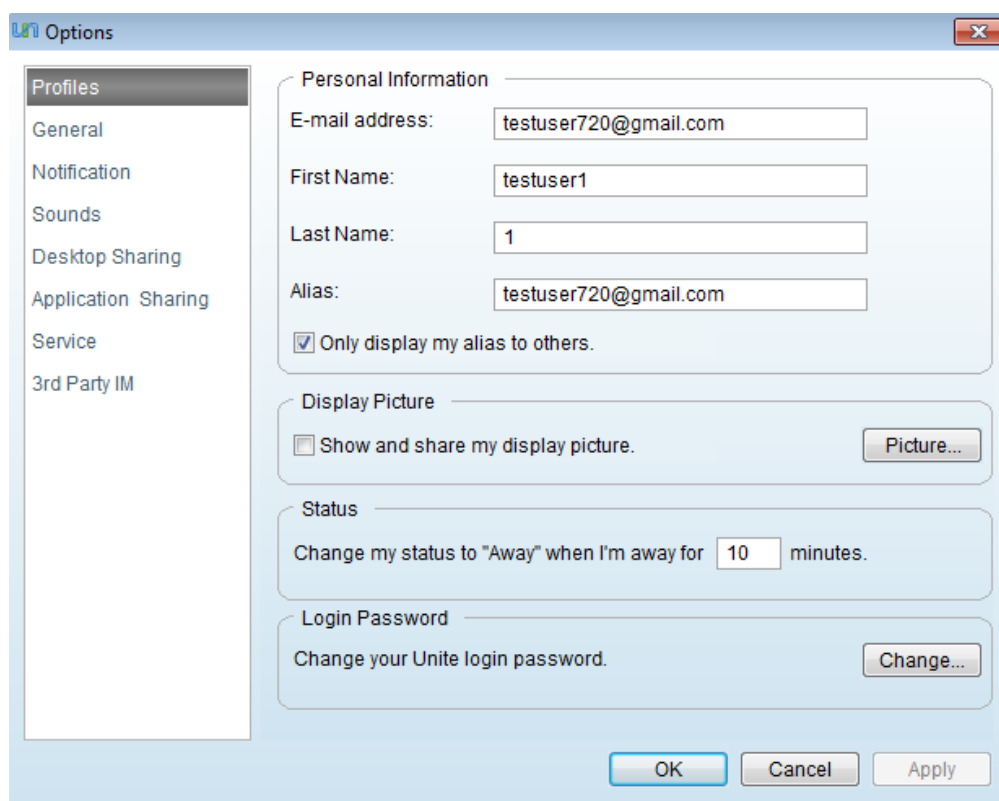 Options
Profiles
General
Notification
Sounds
Desktop Sharing
Application  Sharing
Service
3rd Party IM
Personal Information
E-mail address: testuser720@gmail.com
First Name: testuser1
Last Name: 1
Alias: testuser720@gmail.com
Only display my alias to others.
Display Picture
Show and share my display picture. Picture...
Status
Change my status to "Away" when I'm away for 10 minutes.
Login Password
Change your Unite login password. Change...
OK Cancel Apply